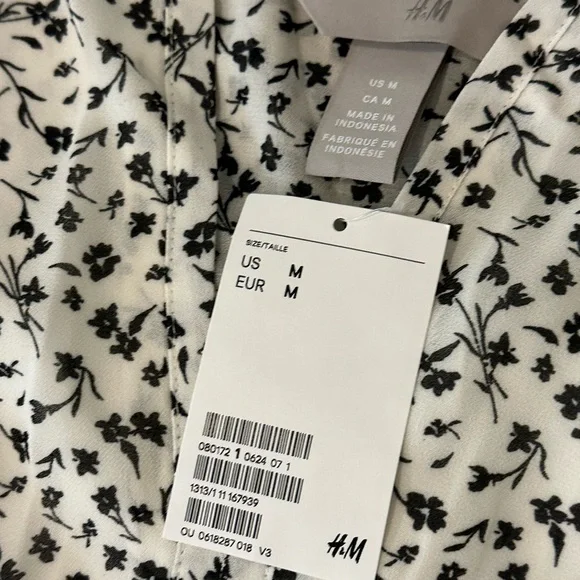 H&M
US M
CA M
MADE IN
INDONESIA
FABRIQUÉ EN
INDONÉSIE
SIZE/TAILLE
US M
EUR M
080172 1 0624 07 1
1313/1 11 167939
OU 0618287 018 V3
H&M